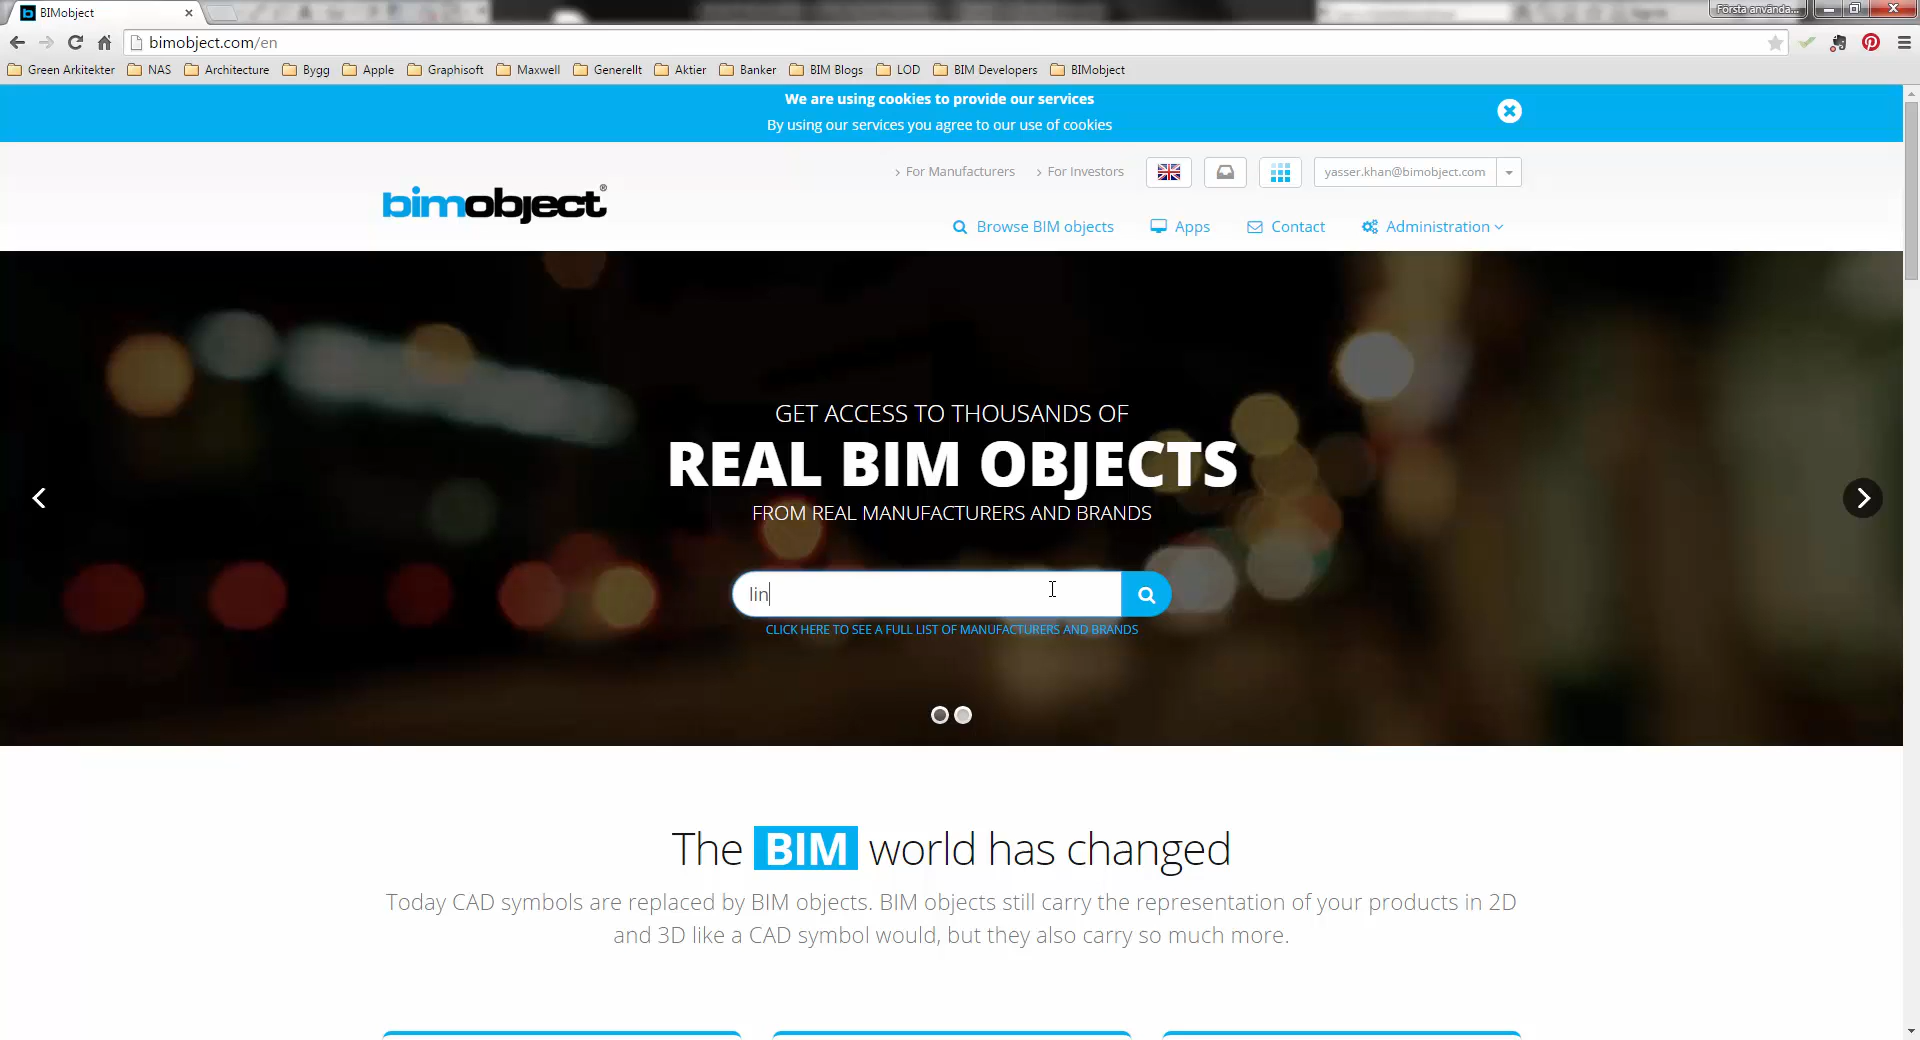 BIMobject
Första använda...
bimobject.com/en
Green Arkitekter NAS Architecture Bygg Apple Graphisoft Maxwell Generellt Aktier Banker BIM Blogs LOD BIM Developers BIMobject
We are using cookies to provide our services
By using our services you agree to our use of cookies
For Manufacturers For Investors yasser.khan@bimobject.com
bimobject®
Browse BIM objects Apps Contact Administration
GET ACCESS TO THOUSANDS OF
REAL BIM OBJECTS
FROM REAL MANUFACTURERS AND BRANDS
lin
CLICK HERE TO SEE A FULL LIST OF MANUFACTURERS AND BRANDS
The BIM world has changed
Today CAD symbols are replaced by BIM objects. BIM objects still carry the representation of your products in 2D
and 3D like a CAD symbol would, but they also carry so much more.